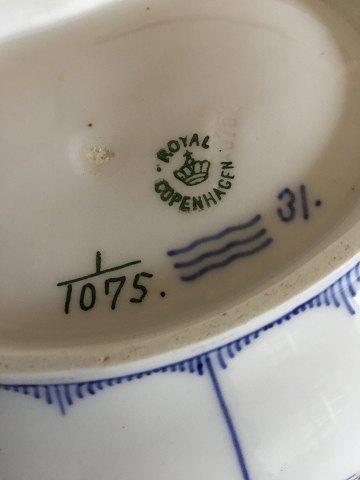 ROYAL
COPENHAGEN
31.
1
1075.